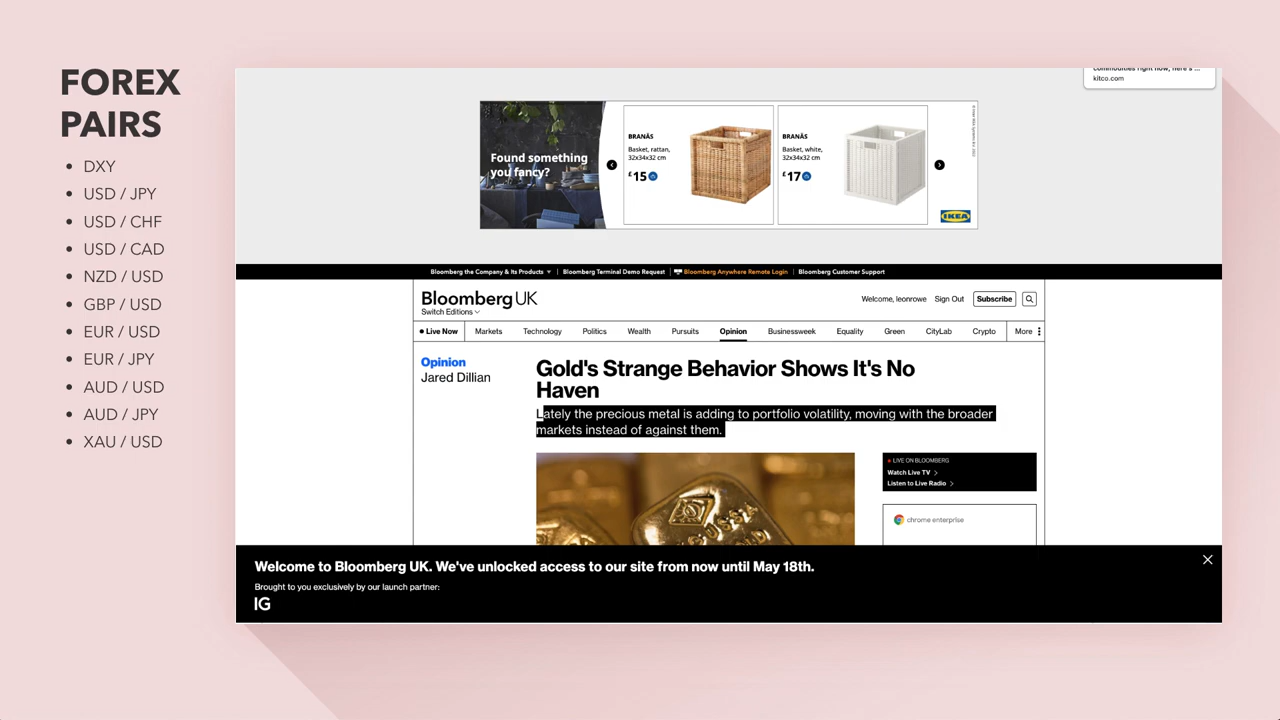 FOREX
PAIRS
• DXY
• USD / JPY
• USD / CHF
• USD / CAD
• NZD / USD
• GBP / USD
• EUR / USD
• EUR / JPY
• AUD / USD
• AUD / JPY
• XAU / USD
kitco.com
Found something
you fancy?
BRANÄS
Basket, rattan,
32x34x32 cm
£15
BRANÄS
Basket, white,
32x34x32 cm
£17
IKEA
Bloomberg the Company & Its Products
Bloomberg Terminal Demo Request
Bloomberg Anywhere Remote Login
Bloomberg Customer Support
Bloomberg UK
Switch Editions
Welcome, leonrowe
Sign Out
Subscribe
Live Now Markets Technology Politics Wealth Pursuits Opinion Businessweek Equality Green CityLab Crypto More
Opinion
Jared Dillian
Gold's Strange Behavior Shows It's No
Haven
Lately the precious metal is adding to portfolio volatility, moving with the broader
markets instead of against them.
LIVE ON BLOOMBERG
Watch Live TV
Listen to Live Radio
chrome enterprise
Welcome to Bloomberg UK. We've unlocked access to our site from now until May 18th.
Brought to you exclusively by our launch partner:
IG